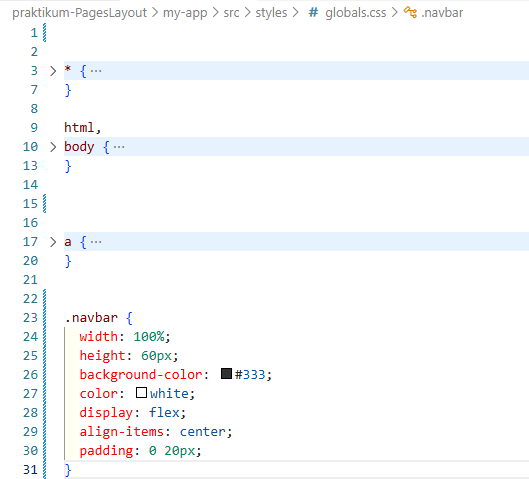 praktikum-PagesLayout > my-app > src > styles > # globals.css > .navbar
1
2
3 > * { ···
7 }
8
9 html,
10 > body { ···
13 }
14
15
16
17 > a { ···
20 }
21
22
23 .navbar {
24 width: 100%;
25 height: 60px;
26 background-color: #333;
27 color: white;
28 display: flex;
29 align-items: center;
30 padding: 0 20px;
31 }